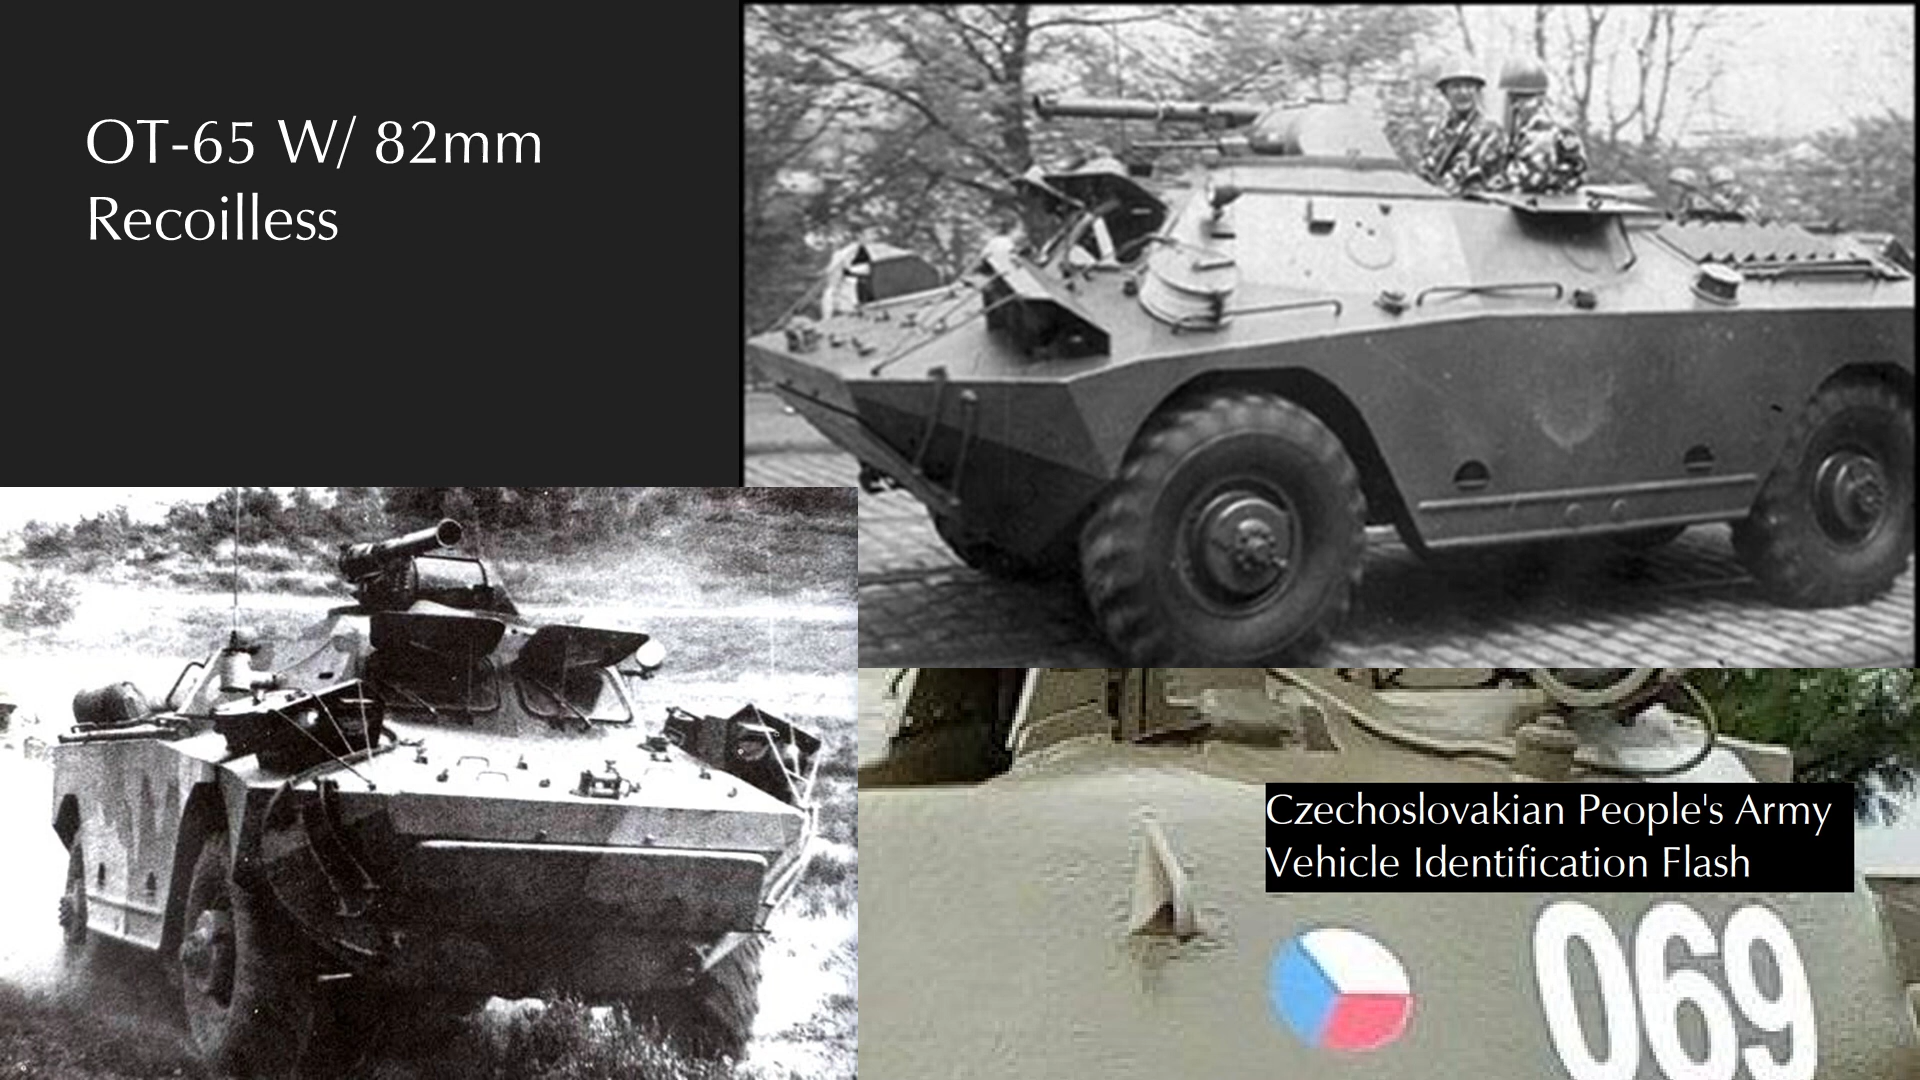 OT-65 W/ 82mm
Recoilless
Czechoslovakian People's Army
Vehicle Identification Flash
069